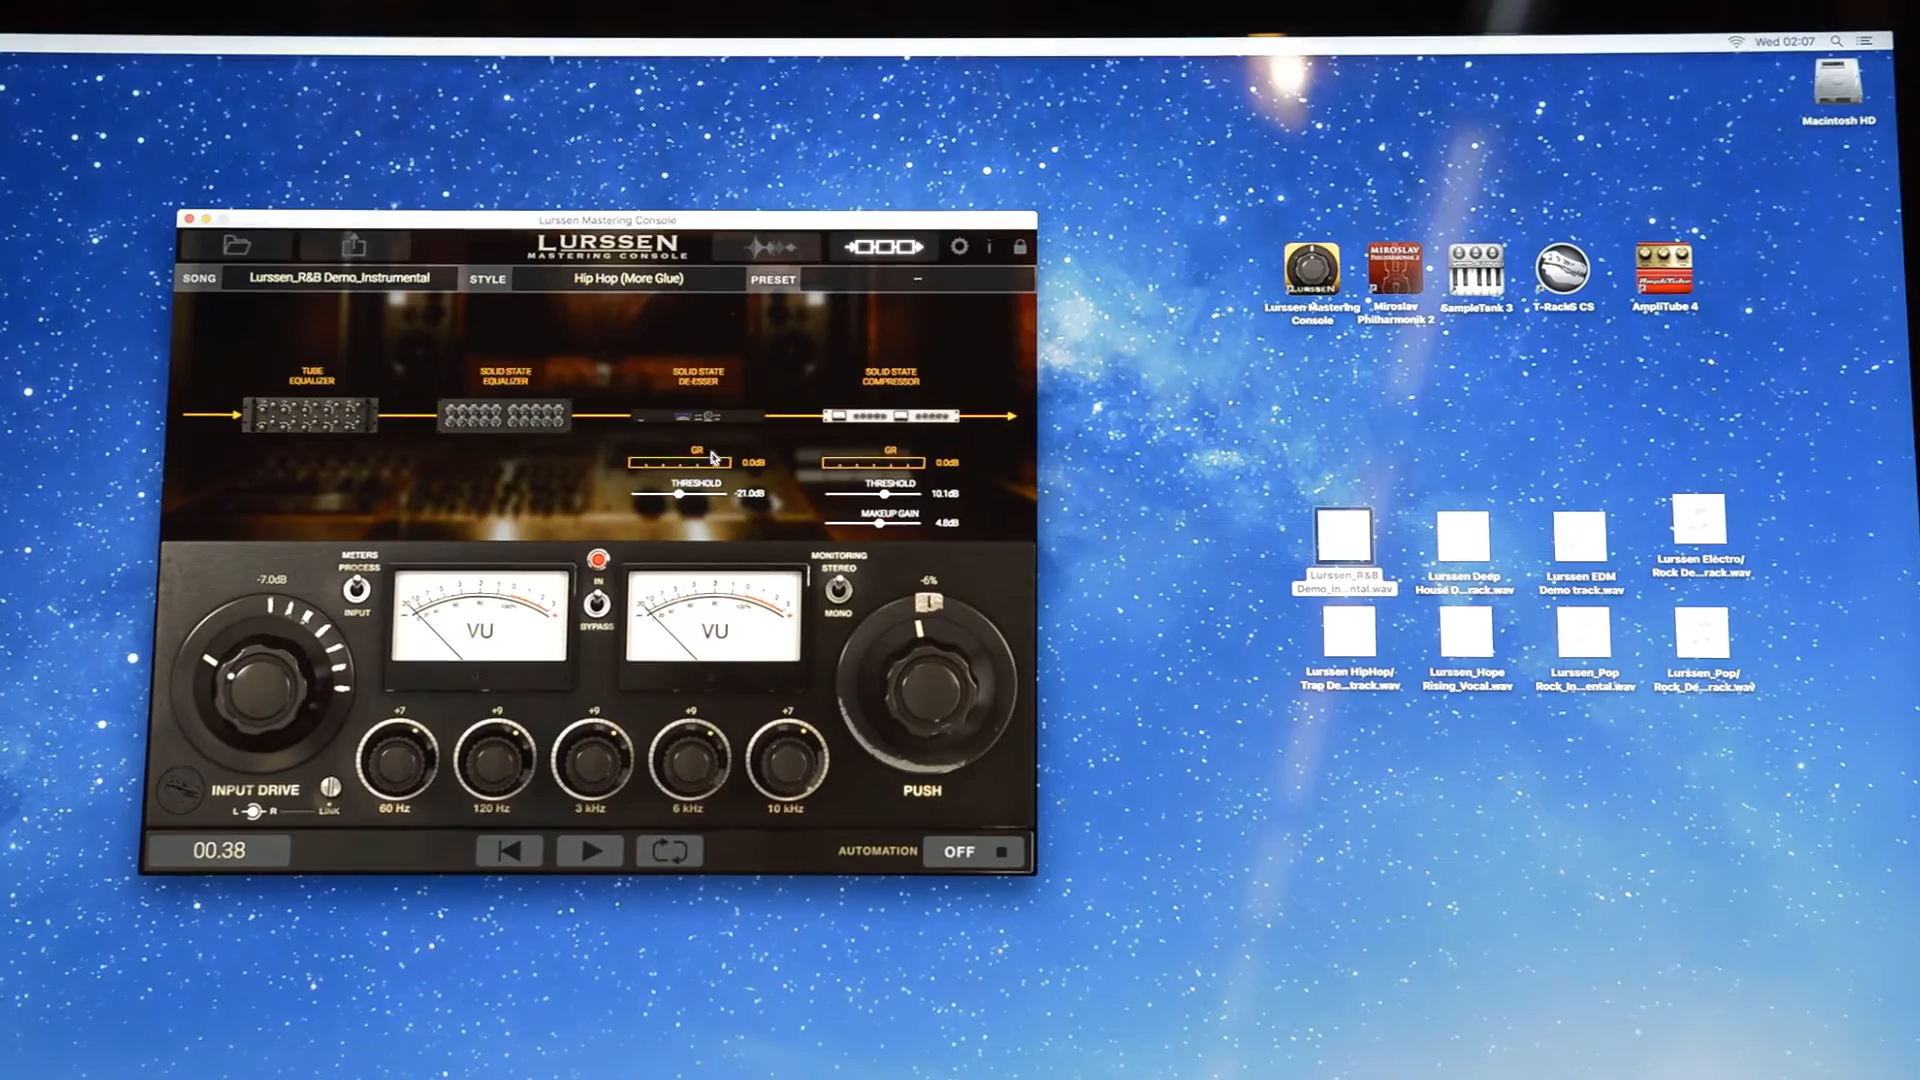 Wed 02:07
Macintosh HD
Lurssen Mastering Console
LURSSEN
MASTERING CONSOLE
SONG
Lurssen_R&B Demo_Instrumental
STYLE
Hip Hop (More Glue)
PRESET
–
TUBE
EQUALIZER
SOLID STATE
EQUALIZER
SOLID STATE
DE-ESSER
SOLID STATE
COMPRESSOR
GR
0.0dB
THRESHOLD
-21.0dB
GR
0.0dB
THRESHOLD
10.1dB
MAKEUP GAIN
4.8dB
-7.0dB
METERS
PROCESS
INPUT
VU
IN
BYPASS
VU
MONITORING
STEREO
MONO
-6%
INPUT DRIVE
L R
LINK
+7
60 Hz
+9
120 Hz
+9
3 kHz
+9
6 kHz
+7
10 kHz
PUSH
00.38
AUTOMATION
OFF
LURSSEN
Lurssen Mastering
Console
MIROSLAV
PHILHARMONIK 2
Miroslav
Philharmonik 2
SampleTank 3
T-RackS CS
AmpliTube
AmpliTube 4
Lurssen_R&B
Demo_In...ntal.wav
Lurssen Deep
House D...rack.wav
Lurssen EDM
Demo track.wav
Lurssen Electro/
Rock De...rack.wav
Lurssen HipHop/
Trap De...track.wav
Lurssen_Hope
Rising_Vocal.wav
Lurssen_Pop
Rock_In...ental.wav
Lurssen_Pop/
Rock_De...rack.wav